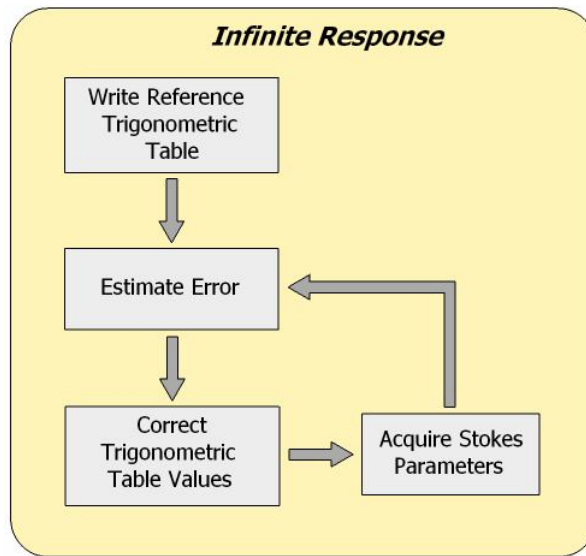 Infinite Response
Write Reference
Trigonometric
Table
Estimate Error
Correct
Trigonometric
Table Values
Acquire Stokes
Parameters